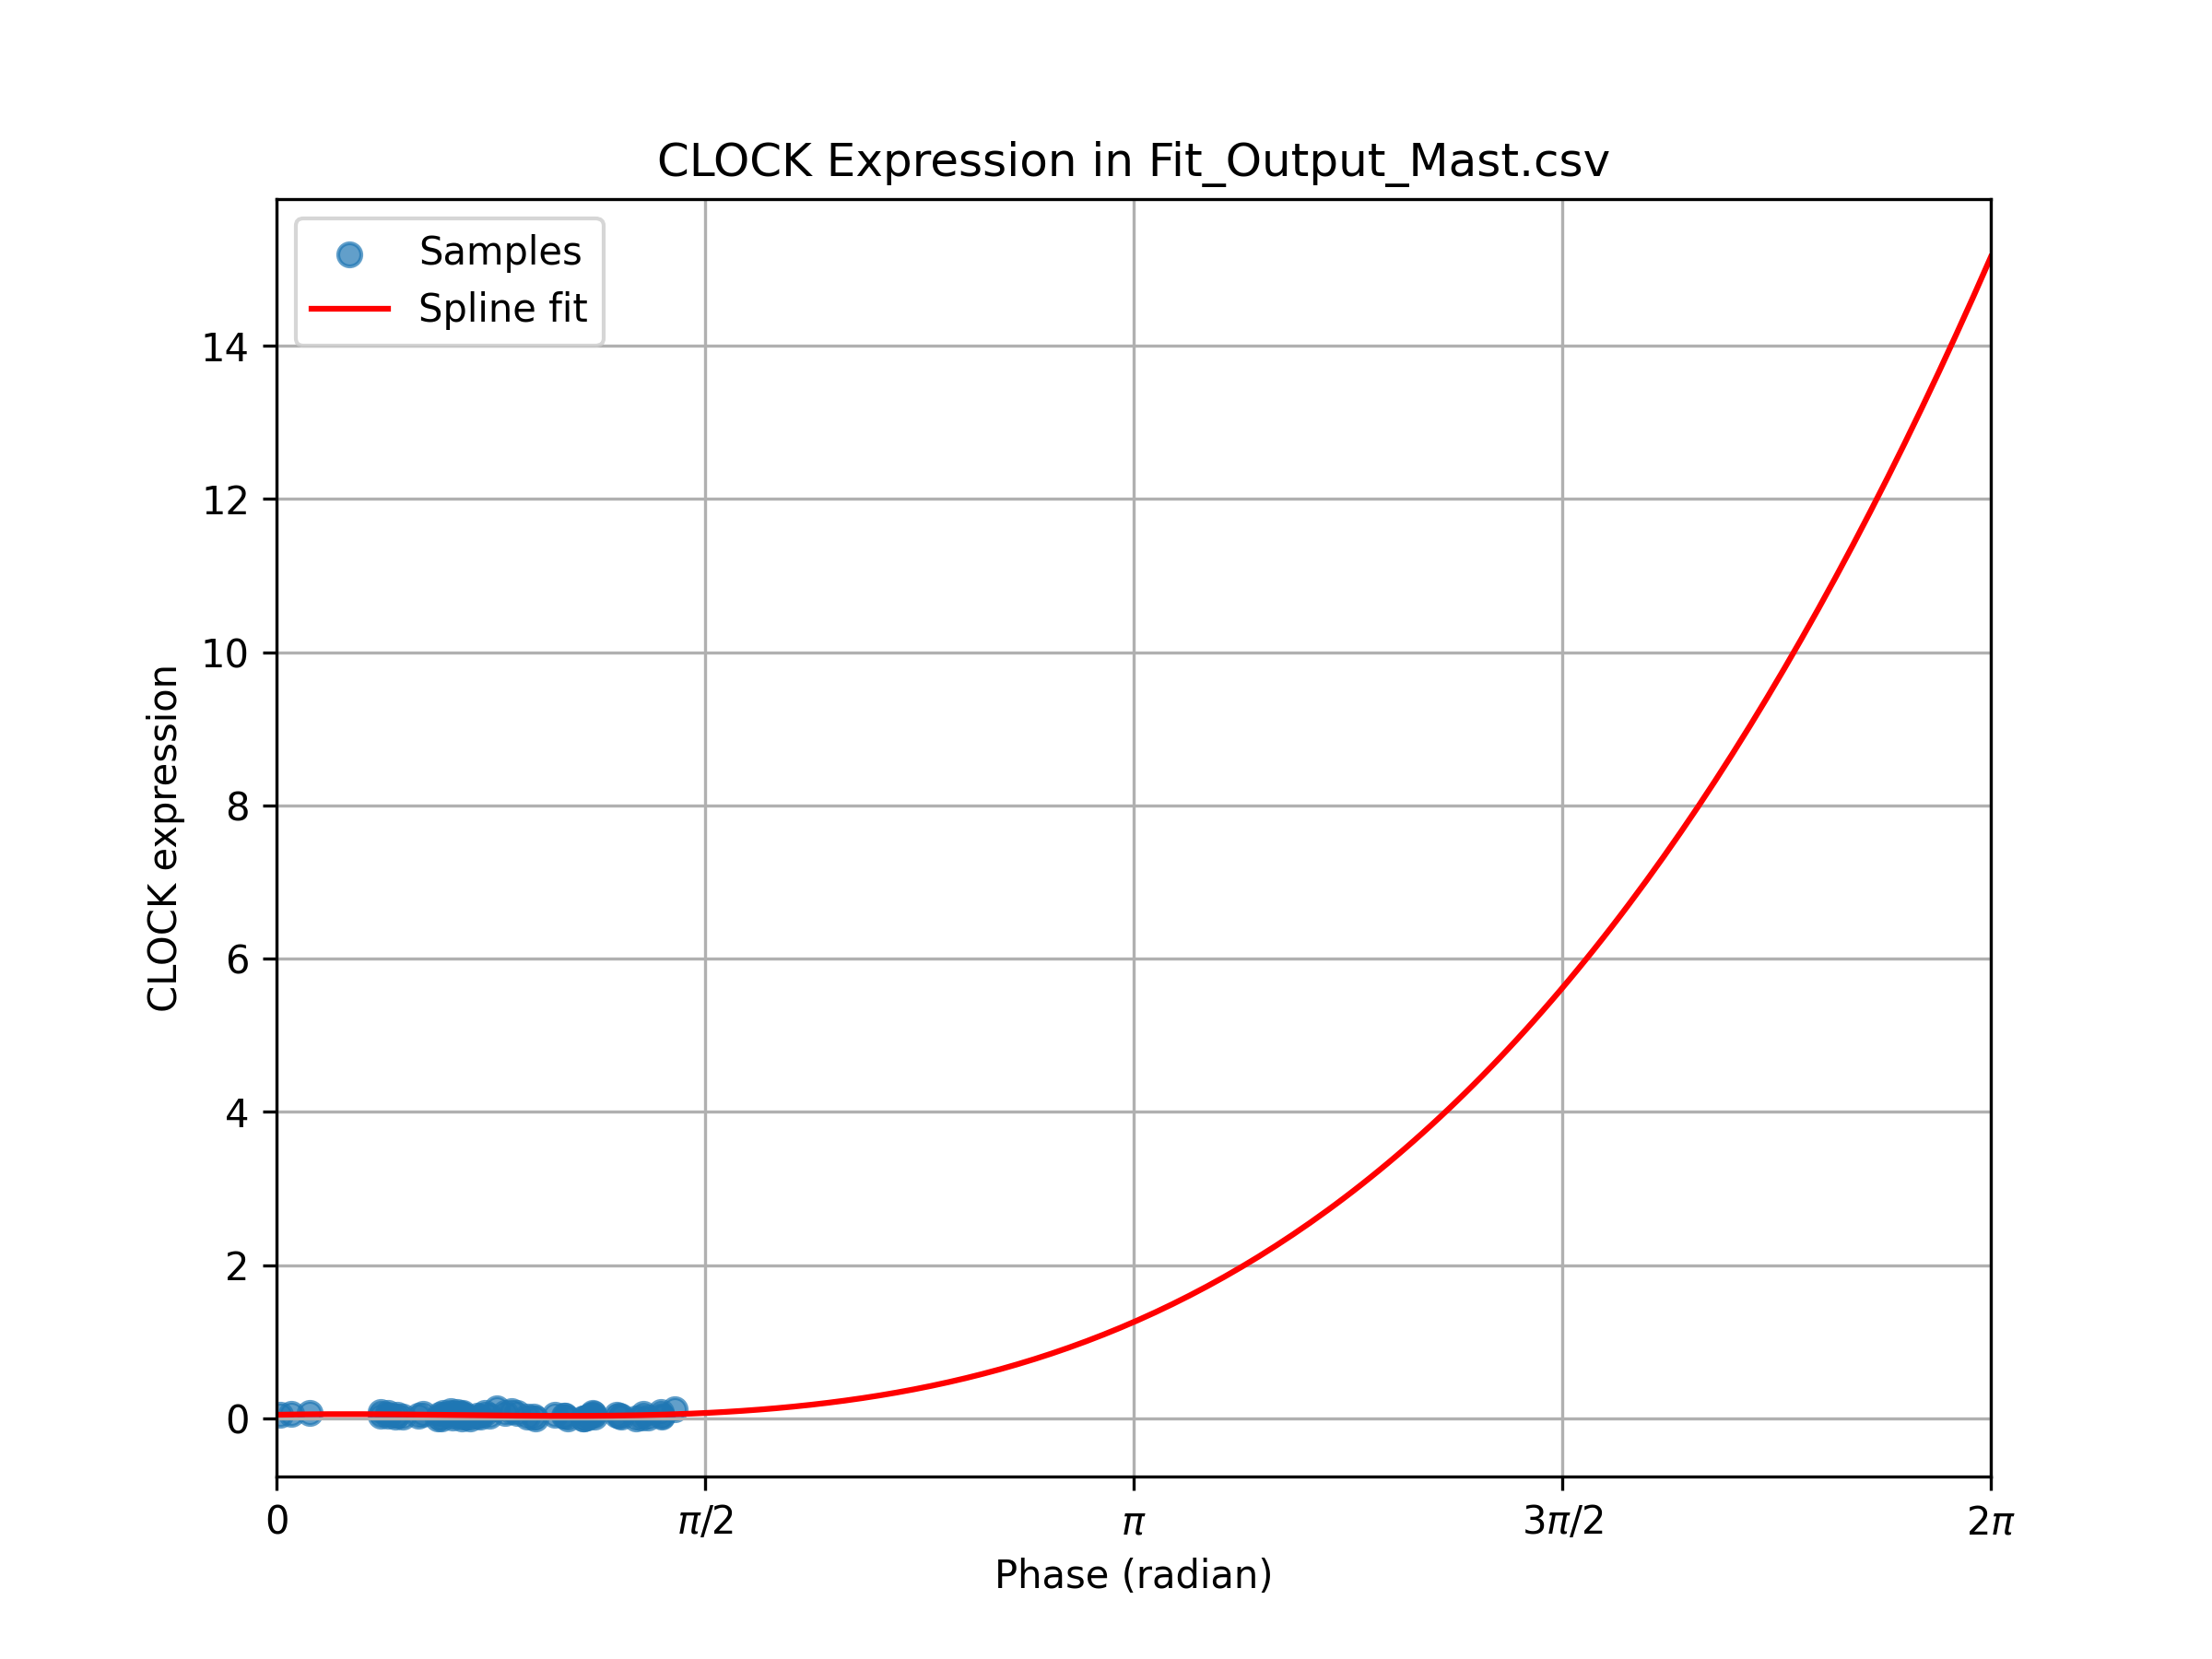 CLOCK Expression in Fit_Output_Mast.csv
Samples
Spline fit
14
12
10
8
6
4
2
0
CLOCK expression
0 π/2 π 3π/2 2π
Phase (radian)